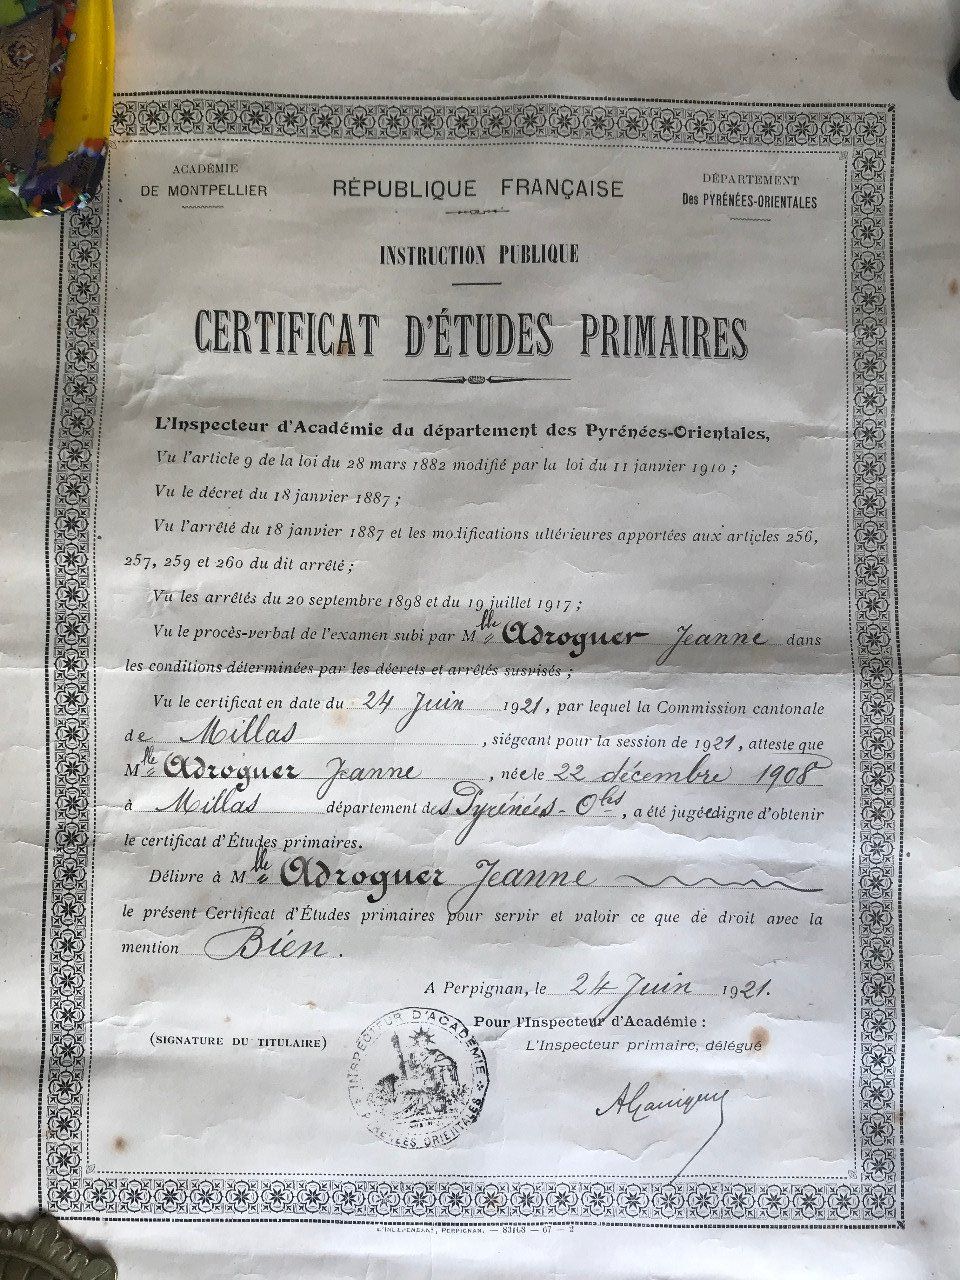 ACADÉMIE
DE MONTPELLIER
RÉPUBLIQUE FRANÇAISE
DÉPARTEMENT
Des PYRÉNÉES-ORIENTALES
INSTRUCTION PUBLIQUE
CERTIFICAT D'ÉTUDES PRIMAIRES
L'Inspecteur d'Académie du département des Pyrénées-Orientales,
Vu l'article 9 de la loi du 28 mars 1882 modifié par la loi du 11 janvier 1910 ;
Vu le décret du 18 janvier 1887 ;
Vu l'arrêté du 18 janvier 1887 et les modifications ultérieures apportées aux articles 256,
257, 259 et 260 du dit arrêté ;
Vu les arrêtés du 20 septembre 1898 et du 19 juillet 1917 ;
Vu le procès-verbal de l'examen subi par Mlle Adroguer Jeanne dans
les conditions déterminées par les décrets et arrêtés susvisés ;
Vu le certificat en date du 24 Juin 1921, par lequel la Commission cantonale
de Millas, siégeant pour la session de 1921, atteste que
Mlle Adroguer Jeanne, née le 22 décembre 1908
à Millas département des Pyrénées-Oles, a été jugée digne d'obtenir
le certificat d'Études primaires.
Délivre à Mlle Adroguer Jeanne
le présent Certificat d'Études primaires pour servir et valoir ce que de droit avec la
mention Bien.
A Perpignan, le 24 Juin 1921.
Pour l'Inspecteur d'Académie :
(SIGNATURE DU TITULAIRE)
L'Inspecteur primaire, délégué
INSPECTEUR D'ACADÉMIE
PYRÉNÉES ORIENTALES
L'INDÉPENDANT, PERPIGNAN. — 83108 — 67 — 2